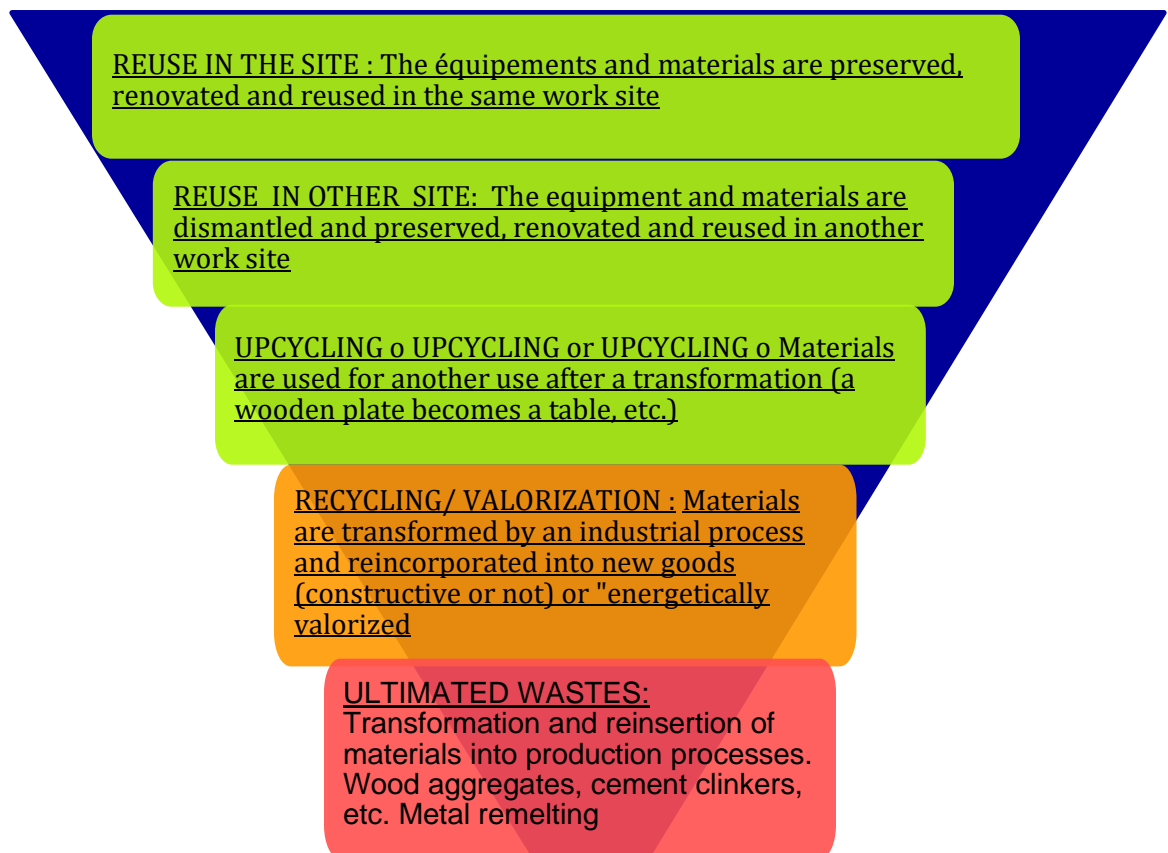 REUSE IN THE SITE : The équipements and materials are preserved,
renovated and reused in the same work site
REUSE IN OTHER SITE: The equipment and materials are
dismantled and preserved, renovated and reused in another
work site
UPCYCLING o UPCYCLING or UPCYCLING o Materials
are used for another use after a transformation (a
wooden plate becomes a table, etc.)
RECYCLING/ VALORIZATION : Materials
are transformed by an industrial process
and reincorporated into new goods
(constructive or not) or "energetically
valorized
ULTIMATED WASTES:
Transformation and reinsertion of
materials into production processes.
Wood aggregates, cement clinkers,
etc. Metal remelting